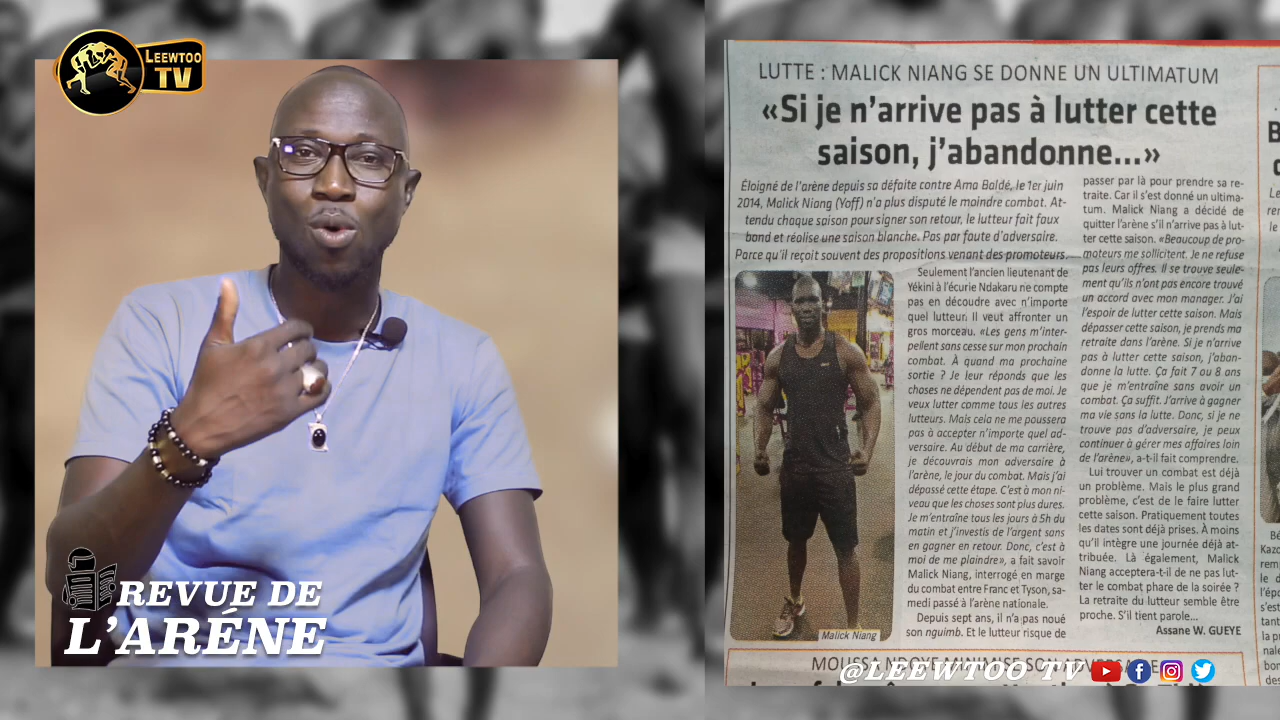 LEEWTOO
TV
REVUE DE
L'ARÉNE
LUTTE : MALICK NIANG SE DONNE UN ULTIMATUM
«Si je n'arrive pas à lutter cette
saison, j'abandonne...»
Éloigné de l'arène depuis sa défaite contre Ama Baldé, le 1er juin
2014, Malick Niang (Yoff) n'a plus disputé le moindre combat. At-
tendu chaque saison pour signer son retour, le lutteur fait faux
bond et réalise une saison blanche. Pas par faute d'adversaire.
Parce qu'il reçoit souvent des propositions venant des promoteurs.
Seulement l'ancien lieutenant de
Yékini à l'écurie Ndakaru ne compte
pas en découdre avec n'importe
quel lutteur. Il veut affronter un
gros morceau. «Les gens m'inter-
pellent sans cesse sur mon prochain
combat. À quand ma prochaine
sortie ? Je leur réponds que les
choses ne dépendent pas de moi. Je
veux lutter comme tous les autres
lutteurs. Mais cela ne me poussera
pas à accepter n'importe quel ad-
versaire. Au début de ma carrière,
je découvrais mon adversaire à
l'arène, le jour du combat. Mais j'ai
dépassé cette étape. C'est à mon ni-
veau que les choses sont plus dures.
Je m'entraîne tous les jours à 5h du
matin et j'investis de l'argent sans
en gagner en retour. Donc, c'est à
moi de me plaindre», a fait savoir
Malick Niang, interrogé en marge
du combat entre Franc et Tyson, sa-
medi passé à l'arène nationale.
Depuis sept ans, il n'a pas noué
son nguimb. Et le lutteur risque de
passer par là pour prendre sa re-
traite. Car il s'est donné un ultima-
tum. Malick Niang a décidé de
quitter l'arène s'il n'arrive pas à lut-
ter cette saison. «Beaucoup de pro-
moteurs me sollicitent. Je ne refuse
pas leurs offres. Il se trouve seule-
ment qu'ils n'ont pas encore trouvé
un accord avec mon manager. J'ai
l'espoir de lutter cette saison. Mais
dépasser cette saison, je prends ma
retraite dans l'arène. Si je n'arrive
pas à lutter cette saison, j'aban-
donne la lutte. Ça fait 7 ou 8 ans
que je m'entraîne sans avoir un
combat. Ça suffit. J'arrive à gagner
ma vie sans la lutte. Donc, si je ne
trouve pas d'adversaire, je peux
continuer à gérer mes affaires loin
de l'arène», a-t-il fait comprendre.
Lui trouver un combat est déjà
un problème. Mais le plus grand
problème, c'est de le faire lutter
cette saison. Pratiquement toutes
les dates sont déjà prises. À moins
qu'il intègre une journée déjà at-
tribuée. Là également, Malick
Niang acceptera-t-il de ne pas lut-
ter le combat phare de la soirée ?
La retraite du lutteur semble être
proche. S'il tient parole...
Assane W. GUEYE
Malick Niang
@LEEWTOO TV